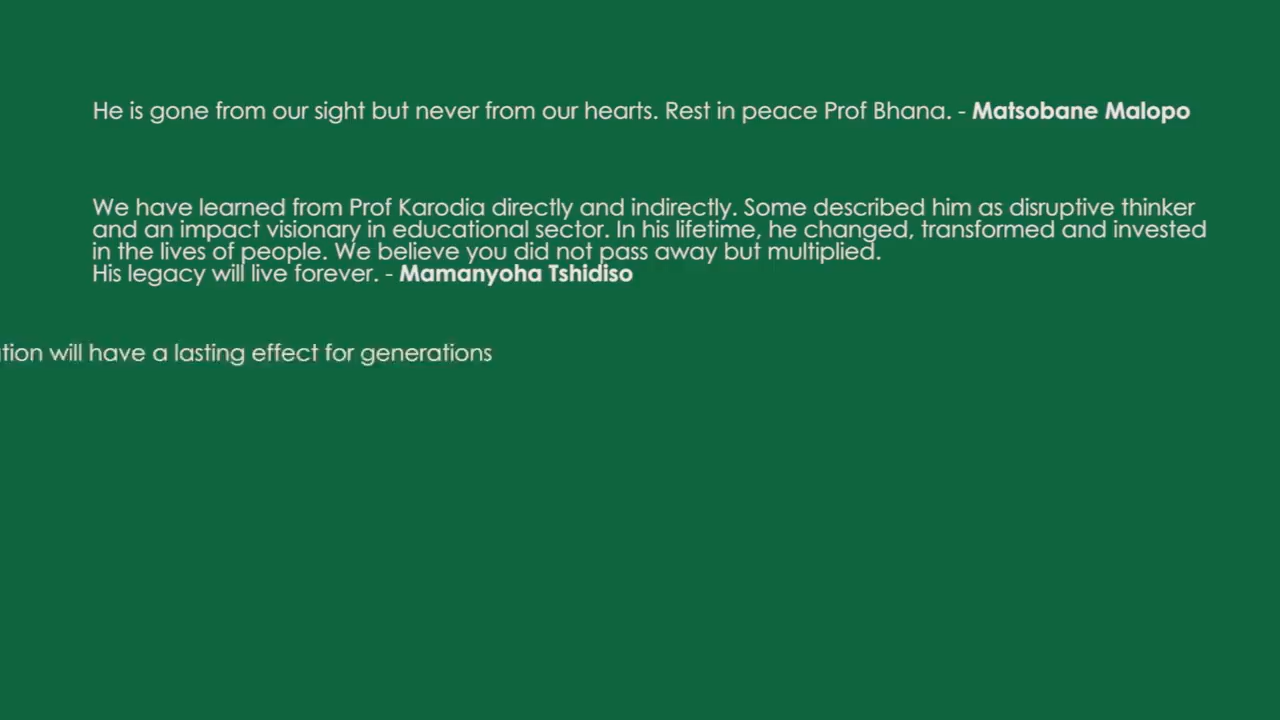 He is gone from our sight but never from our hearts. Rest in peace Prof Bhana. - Matsobane Malopo
We have learned from Prof Karodia directly and indirectly. Some described him as disruptive thinker
and an impact visionary in educational sector. In his lifetime, he changed, transformed and invested
in the lives of people. We believe you did not pass away but multiplied.
His legacy will live forever. - Mamanyoha Tshidiso
will have a lasting effect for generations